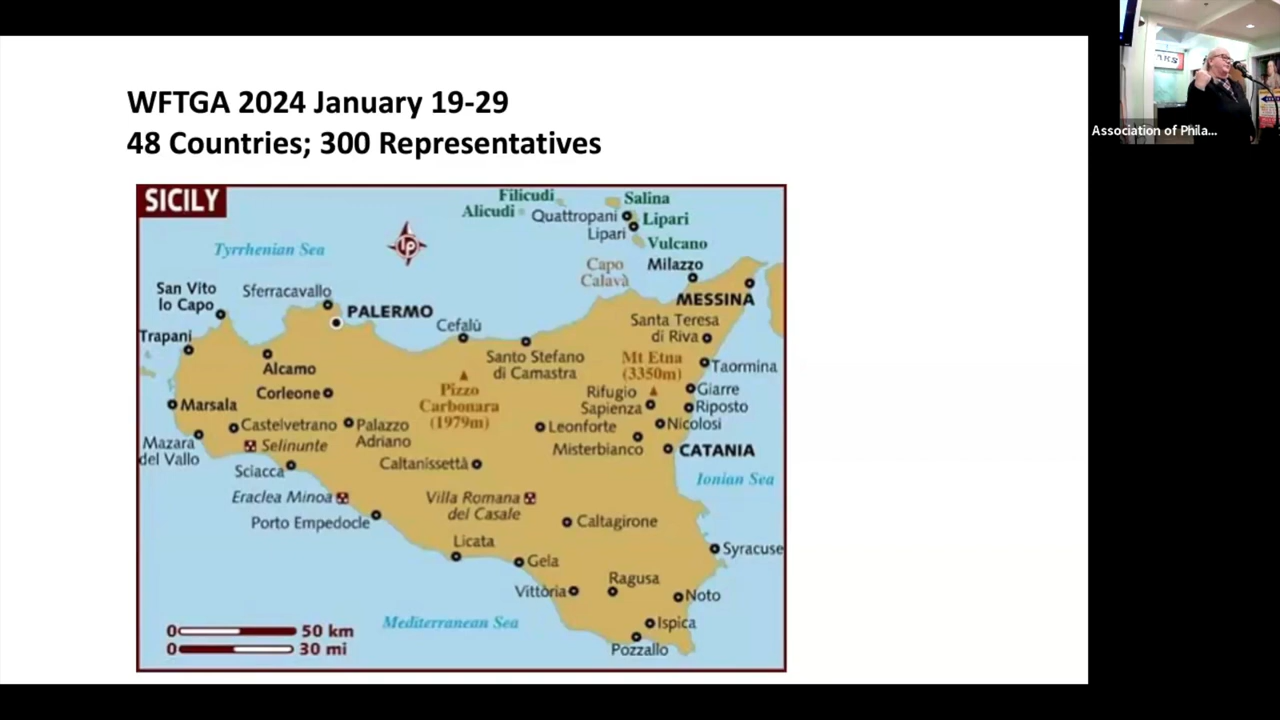 WFTGA 2024 January 19-29
48 Countries; 300 Representatives
SICILY
Filicudi
Alicudi
Salina
Quattropani
Lipari
Lipari
Vulcano
Tyrrhenian Sea
lp
Capo
Calavà
Milazzo
San Vito
lo Capo
Sferracavallo
PALERMO
MESSINA
Cefalù
Santa Teresa
di Riva
Trapani
Santo Stefano
di Camastra
Mt Etna
(3350m)
Taormina
Alcamo
Corleone
Pizzo
Carbonara
(1979m)
Rifugio
Sapienza
Giarre
Riposto
Marsala
Castelvetrano
Palazzo
Adriano
Leonforte
Nicolosi
Mazara
del Vallo
Selinunte
Misterbianco
CATANIA
Sciacca
Caltanissettà
Ionian Sea
Eraclea Minoa
Villa Romana
del Casale
Porto Empedocle
Caltagirone
Licata
Gela
Syracuse
Vittòria
Ragusa
Noto
Mediterranean Sea
Ispica
Pozzallo
0 50 km
0 30 mi
Association of Phila...